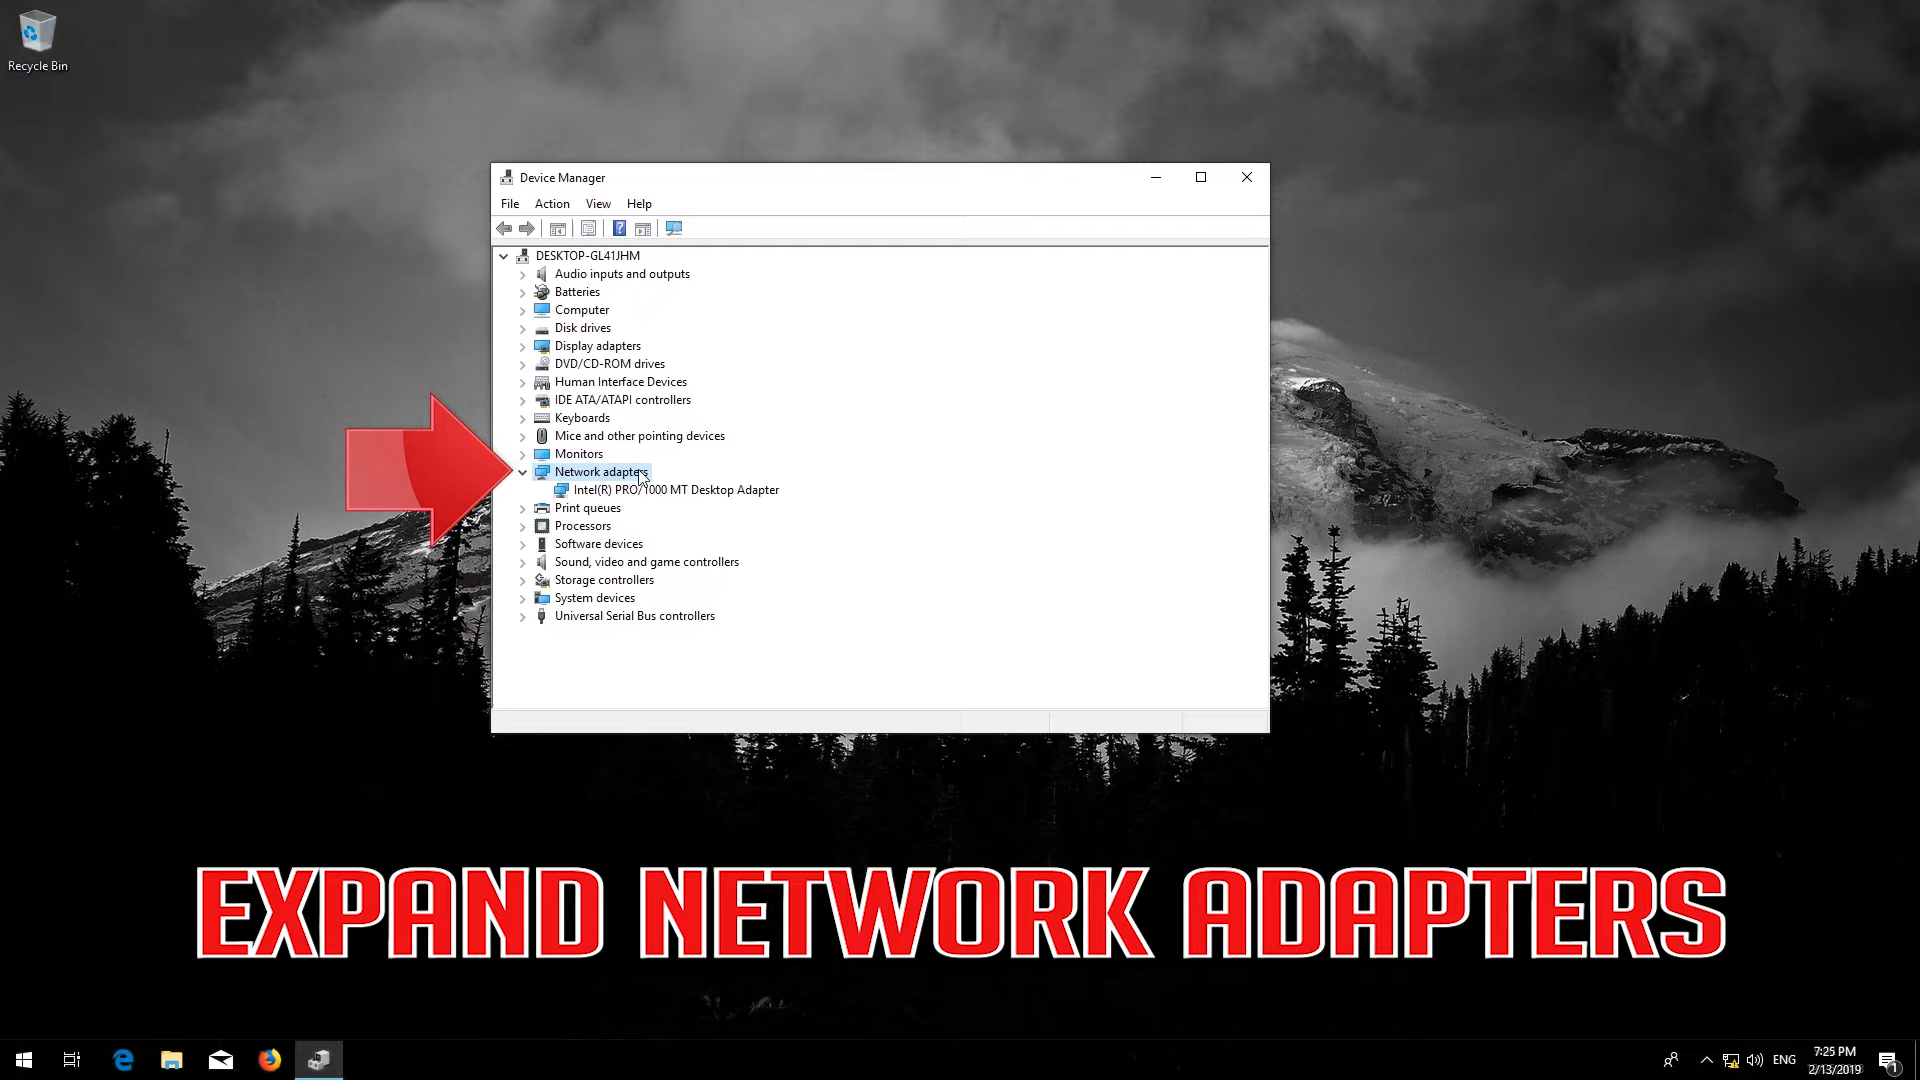 Recycle Bin
Device Manager
File Action View Help
DESKTOP-GL41JHM
Audio inputs and outputs
Batteries
Computer
Disk drives
Display adapters
DVD/CD-ROM drives
Human Interface Devices
IDE ATA/ATAPI controllers
Keyboards
Mice and other pointing devices
Monitors
Network adapters
Intel(R) PRO/1000 MT Desktop Adapter
Print queues
Processors
Software devices
Sound, video and game controllers
Storage controllers
System devices
Universal Serial Bus controllers
EXPAND NETWORK ADAPTERS
ENG
7:25 PM
2/13/2019
1